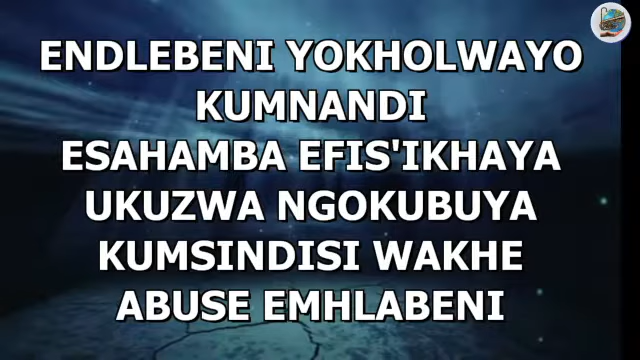 ENDLEBENI YOKHOLWAYO
KUMNANDI
ESAHAMBA EFIS'IKHAYA
UKUZWA NGOKUBUYA
KUMSINDISI WAKHE
ABUSE EMHLABENI